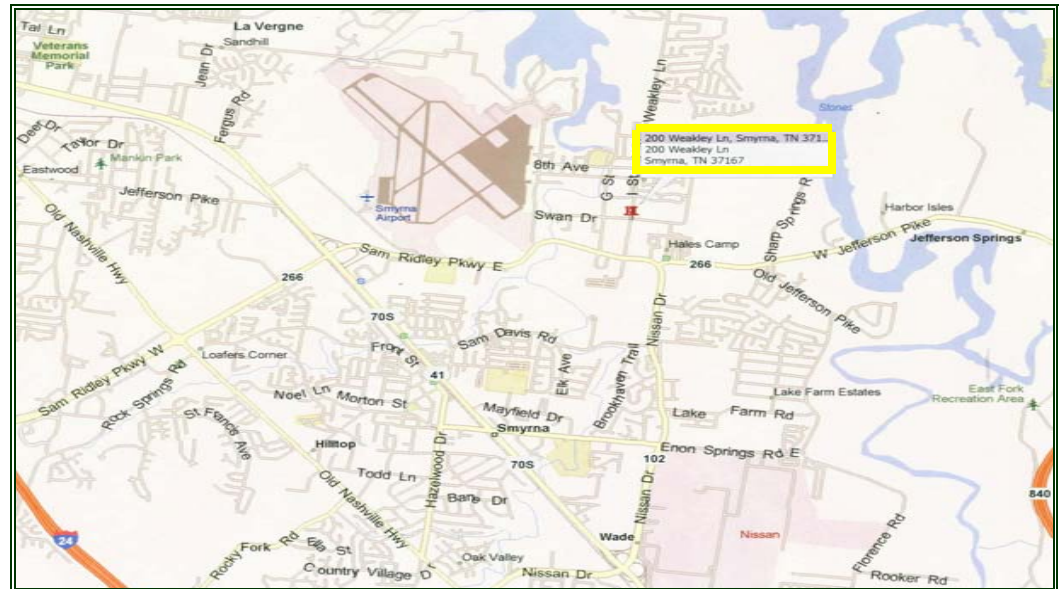 Tal Ln
La Vergne
Sandhill
Veterans
Memorial
Park
Jean Dr
Fergus Rd
Weakley Ln
Stones
Deer Dr
Taylor Dr
Mankin Park
Eastwood
Jefferson Pike
Smyrna
Airport
8th Ave
G St
I St
Swan Dr
200 Weakley Ln, Smyrna, TN 371...
200 Weakley Ln
Smyrna, TN 37167
Sharp Springs R
Harbor Isles
Jefferson Springs
W Jefferson Pike
Old Nashville Hwy
Sam Ridley Pkwy E
Hales Camp
266
266
Old Jefferson Pike
70S
Nissan Dr
Sam Davis Rd
Front St
Loafers Corner
41
Elk Ave
Brookhaven Trail
Sam Ridley Pkwy W
Rock Springs Rd
St Francis Ave
Noel Ln
Morton St
Mayfield Dr
Smyrna
Lake Farm Estates
Lake Farm Rd
East Fork
Recreation Area
Hilltop
Enon Springs Rd E
102
70S
Todd Ln
Hazelwood Dr
Bane Dr
Old Nashville Hwy
Nissan Dr
840
24
Rocky Fork Rd
Ella St
Country Village Dr
Oak Valley
Wade
Nissan Dr
Nissan
Florence Rd
Rooker Rd